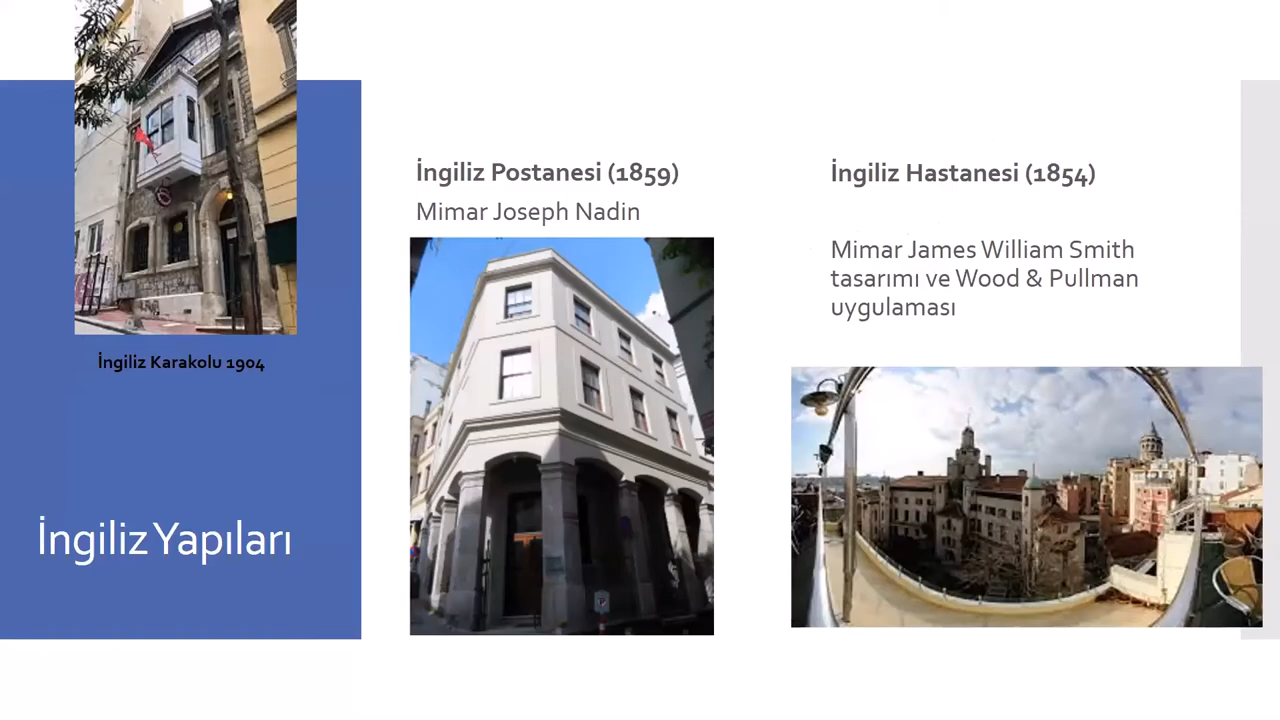 İngiliz Karakolu 1904
İngiliz Yapıları
İngiliz Postanesi (1859)
Mimar Joseph Nadin
İngiliz Hastanesi (1854)
Mimar James William Smith
tasarımı ve Wood & Pullman
uygulaması